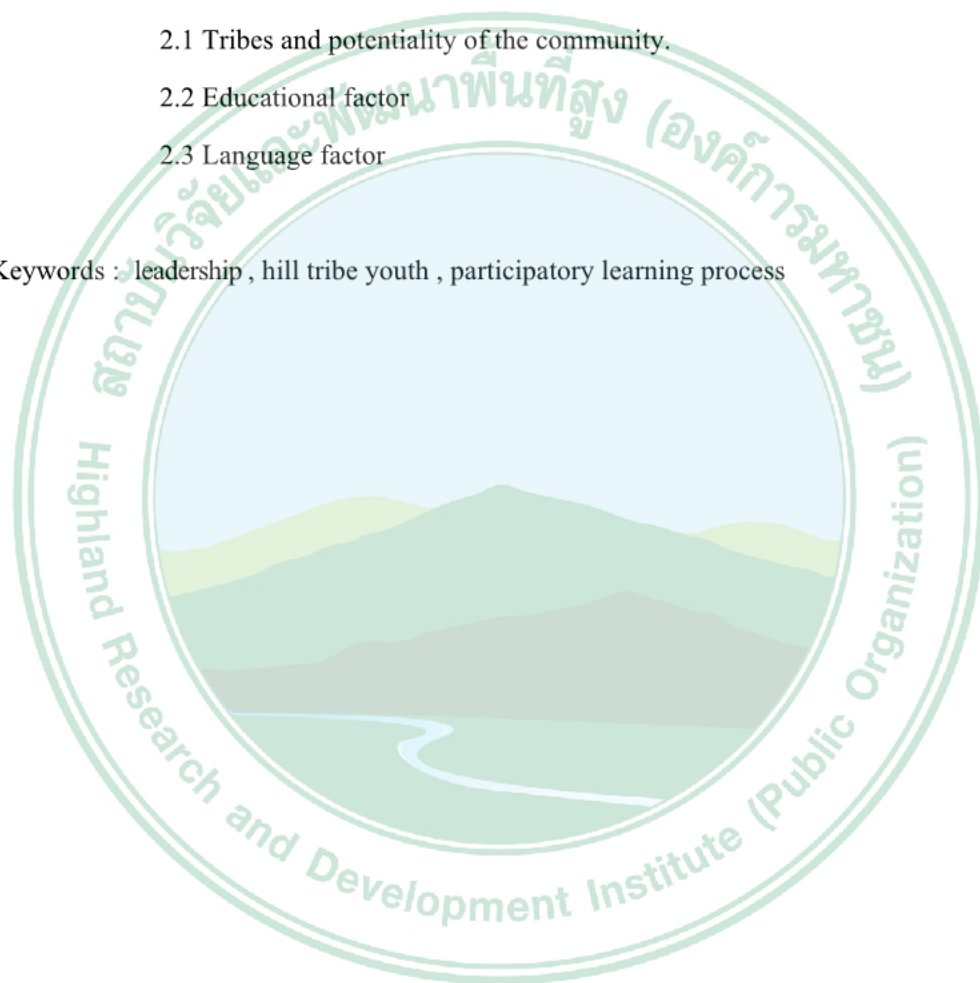 2.1 Tribes and potentiality of the community.
2.2 Educational factor
2.3 Language factor
Keywords : leadership , hill tribe youth , participatory learning process
สถาบันวิจัยและพัฒนาพื้นที่สูง (องค์การมหาชน)
Highland Research and Development Institute (Public Organization)